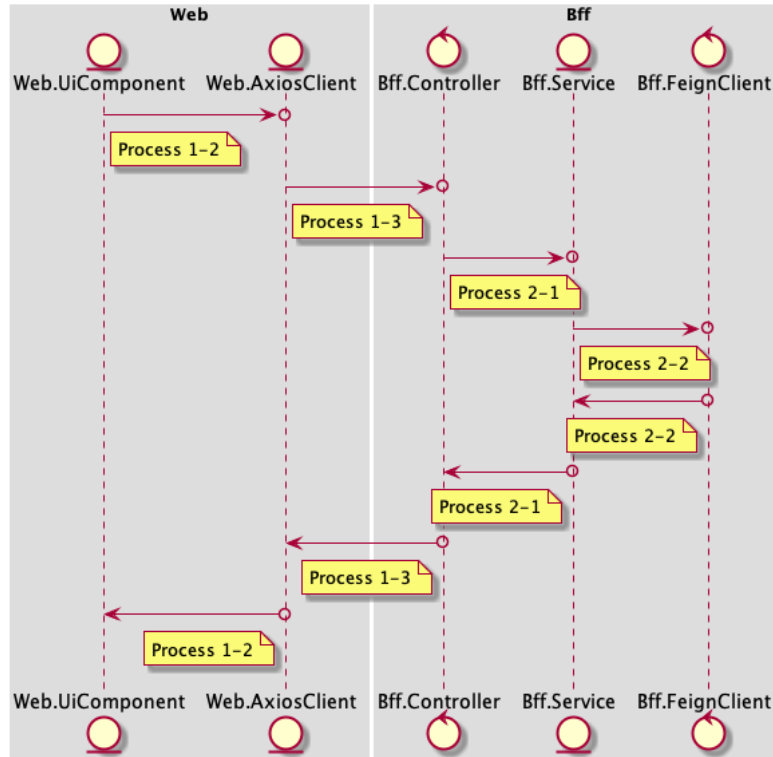 Web Bff
Web.UiComponent Web.AxiosClient Bff.Controller Bff.Service Bff.FeignClient
Process 1-2
Process 1-3
Process 2-1
Process 2-2
Process 2-2
Process 2-1
Process 1-3
Process 1-2
Web.UiComponent Web.AxiosClient Bff.Controller Bff.Service Bff.FeignClient